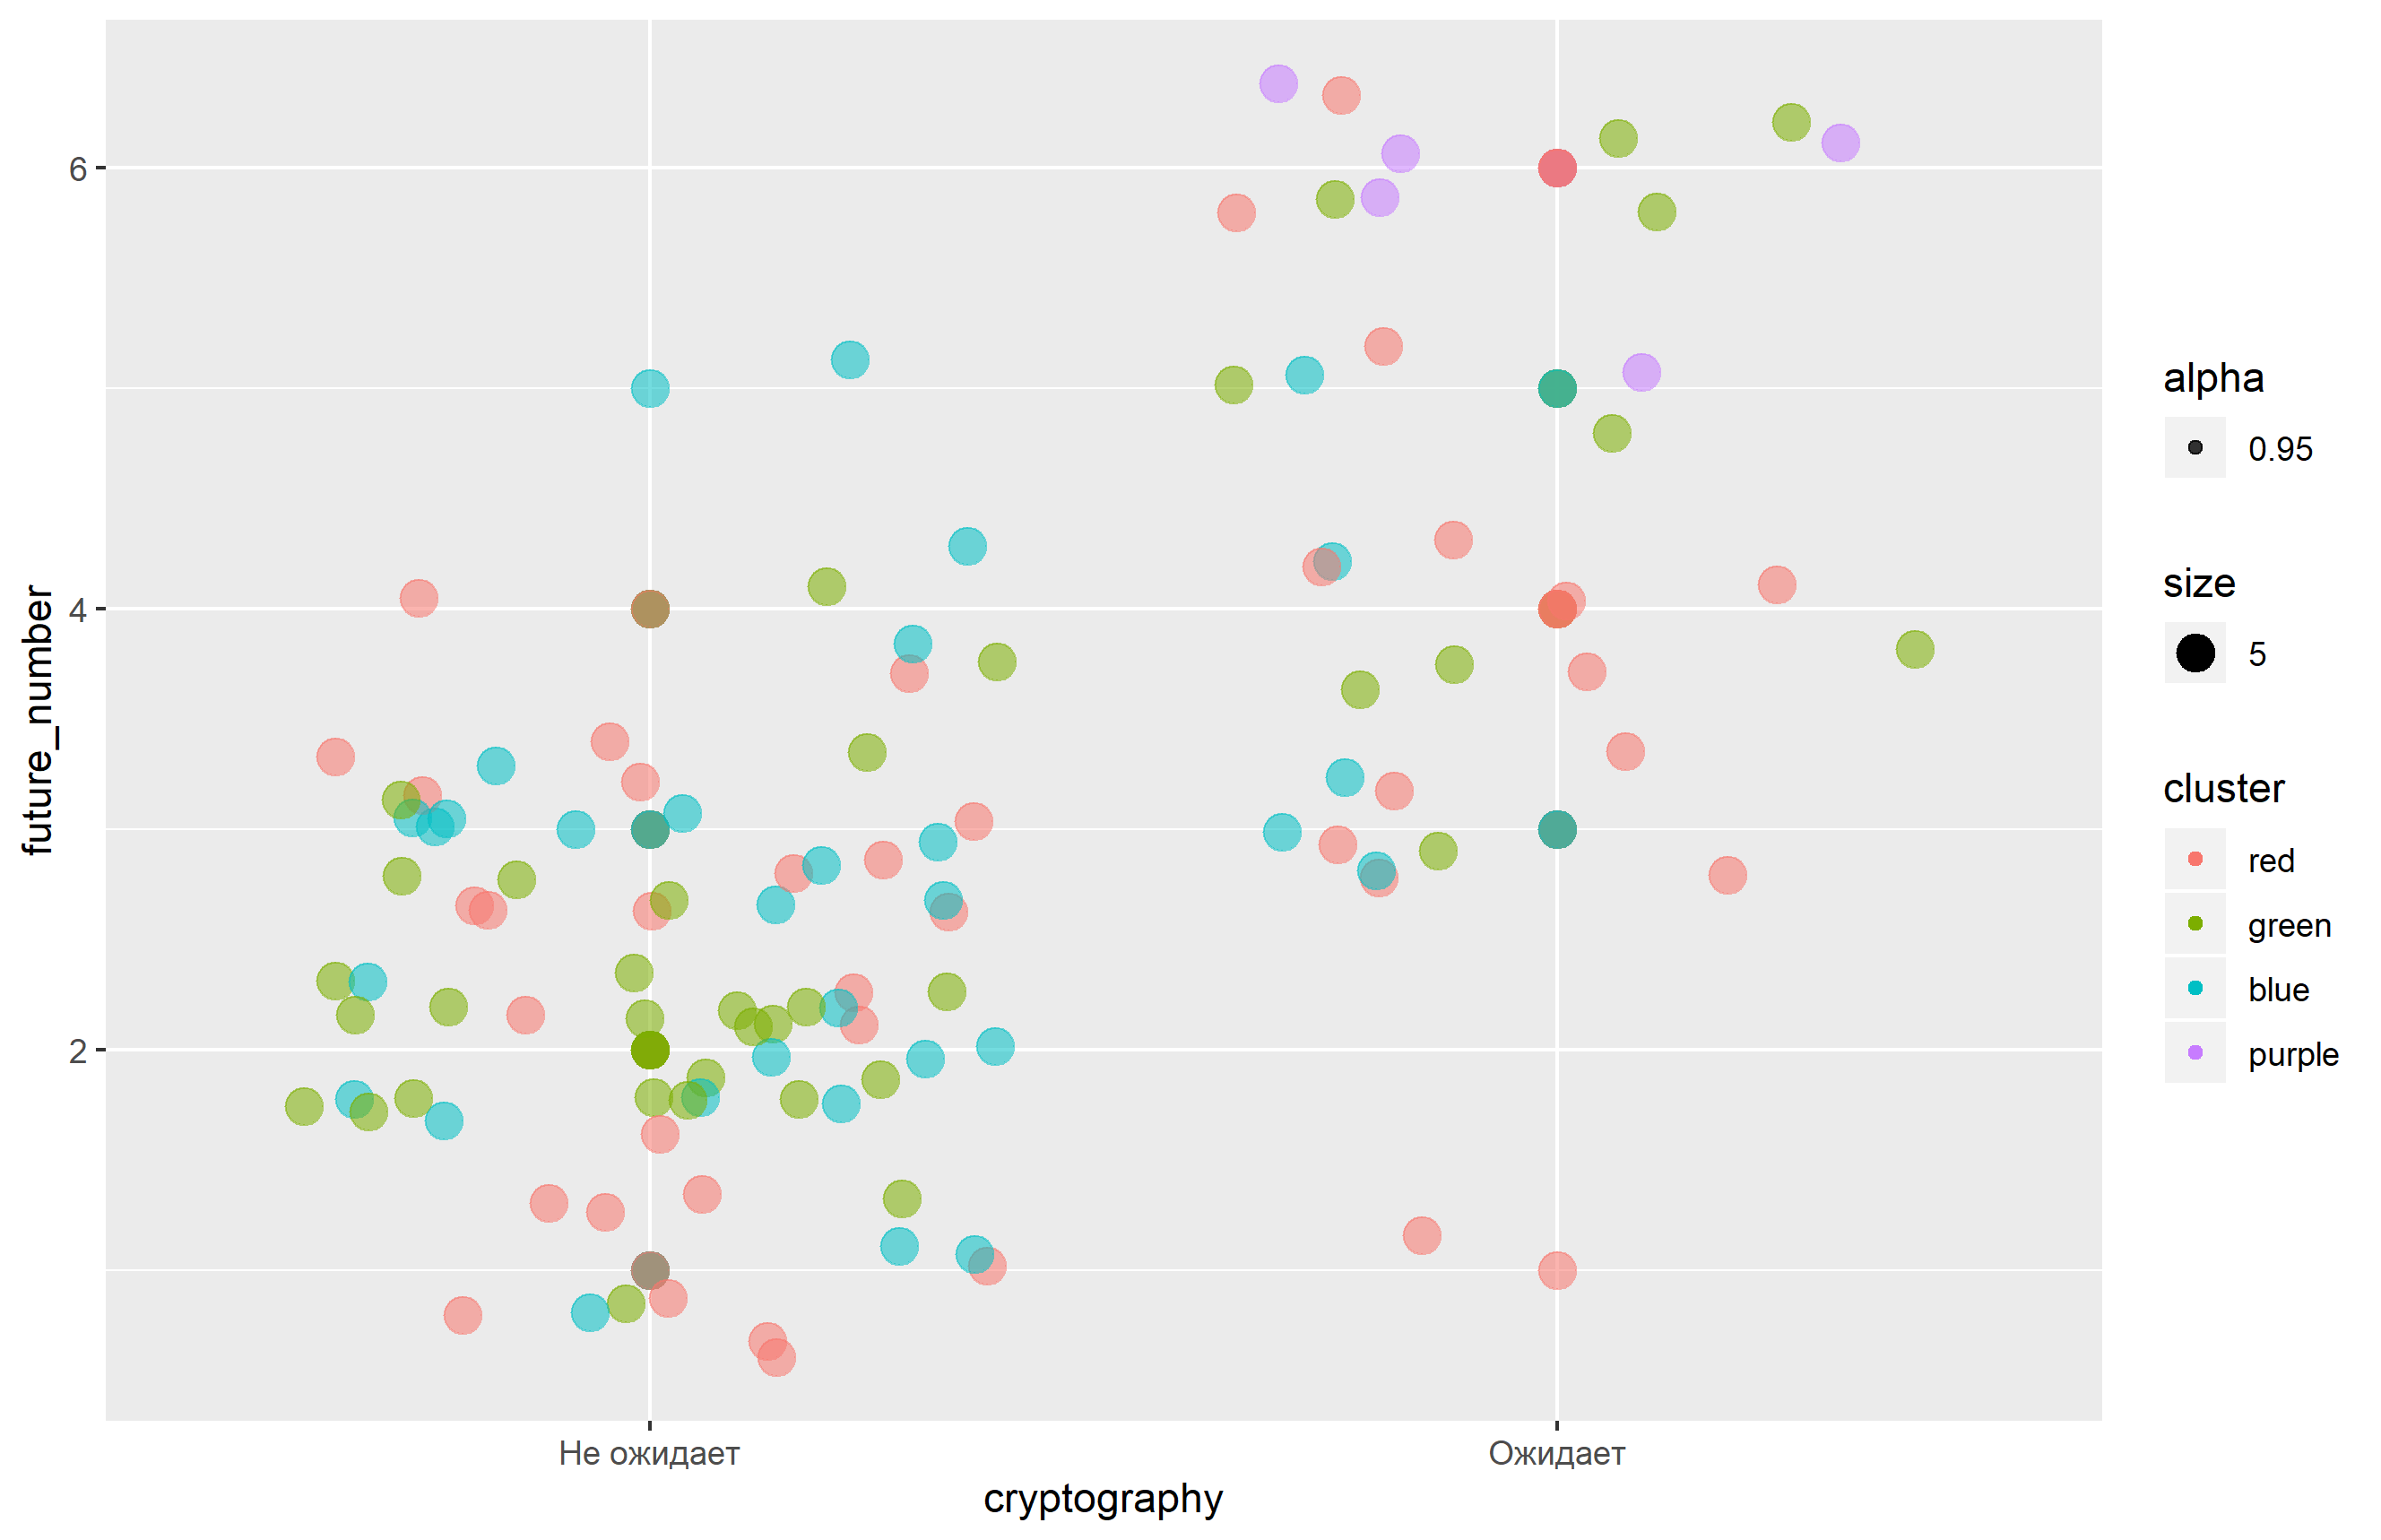 6
4
2
future_number
Не ожидает
Ожидает
cryptography
alpha
0.95
size
5
cluster
red
green
blue
purple